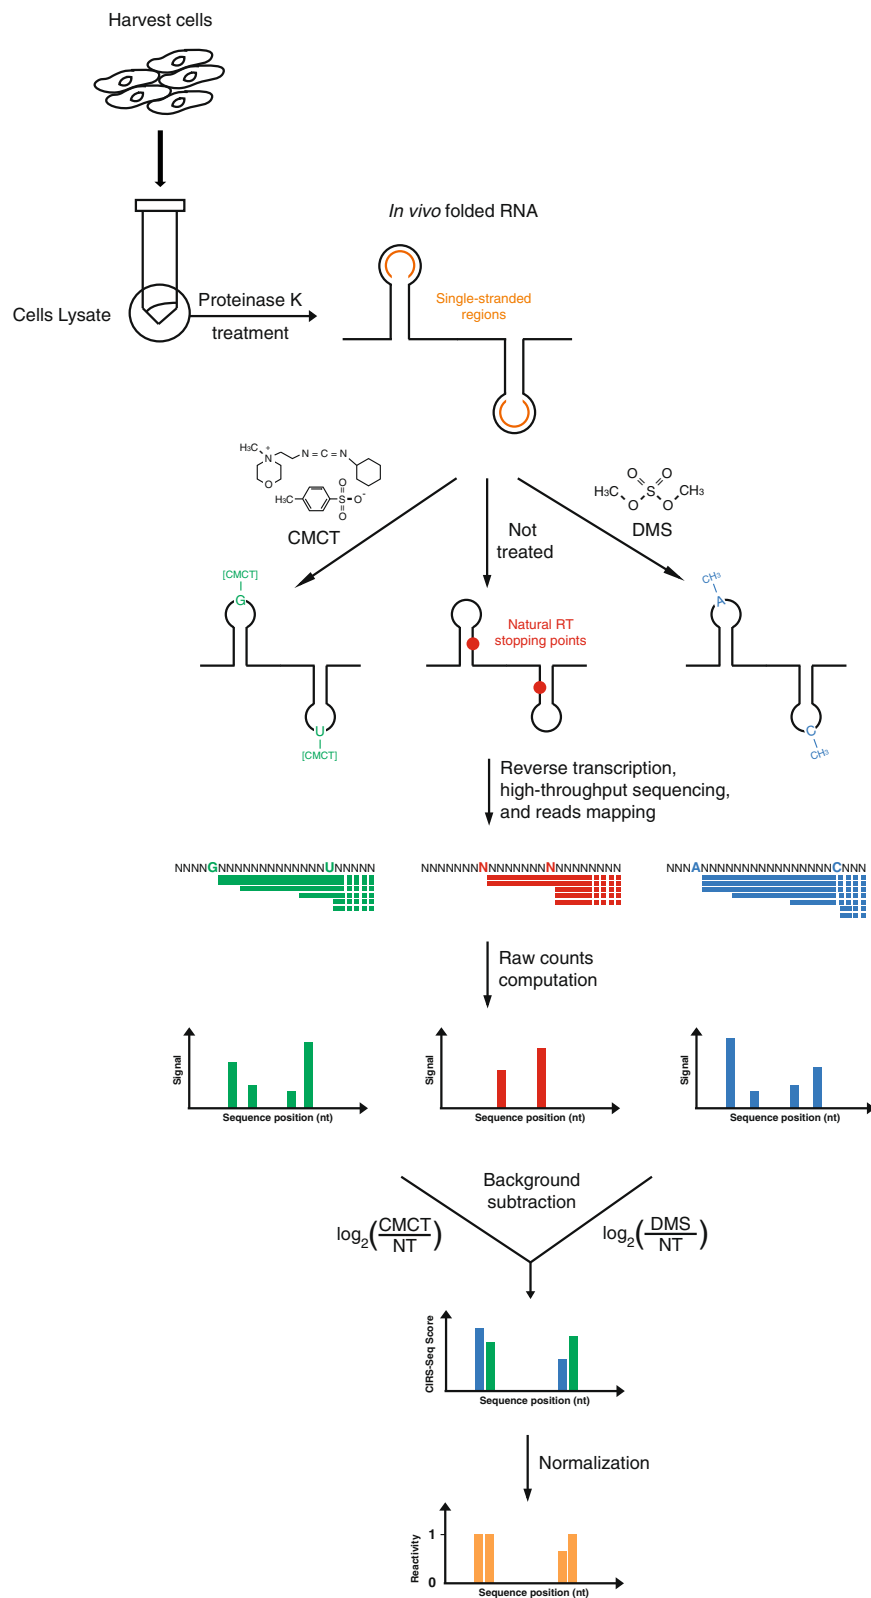 Harvest cells
In vivo folded RNA
Cells Lysate
Proteinase K
treatment
Single-stranded
regions
H₃C
N
+
O
N = C = N
H₃C
S
O
O
O⁻
CMCT
Not
treated
O O
H₃C O S O CH₃
DMS
[CMCT]
G
U
[CMCT]
Natural RT
stopping points
CH₃
A
C
CH₃
Reverse transcription,
high-throughput sequencing,
and reads mapping
NNNNGNNNNNNNNNNNNNUNNNNN
NNNNNNNNNNNNNNNNNNNNNNNN
NNNANNNNNNNNNNNNNNNNCNNN
Raw counts
computation
Signal
Sequence position (nt)
Signal
Sequence position (nt)
Signal
Sequence position (nt)
Background
subtraction
log₂(CMCT/NT)
log₂(DMS/NT)
CIRS-Seq Score
Sequence position (nt)
Normalization
Reactivity
1
0
Sequence position (nt)